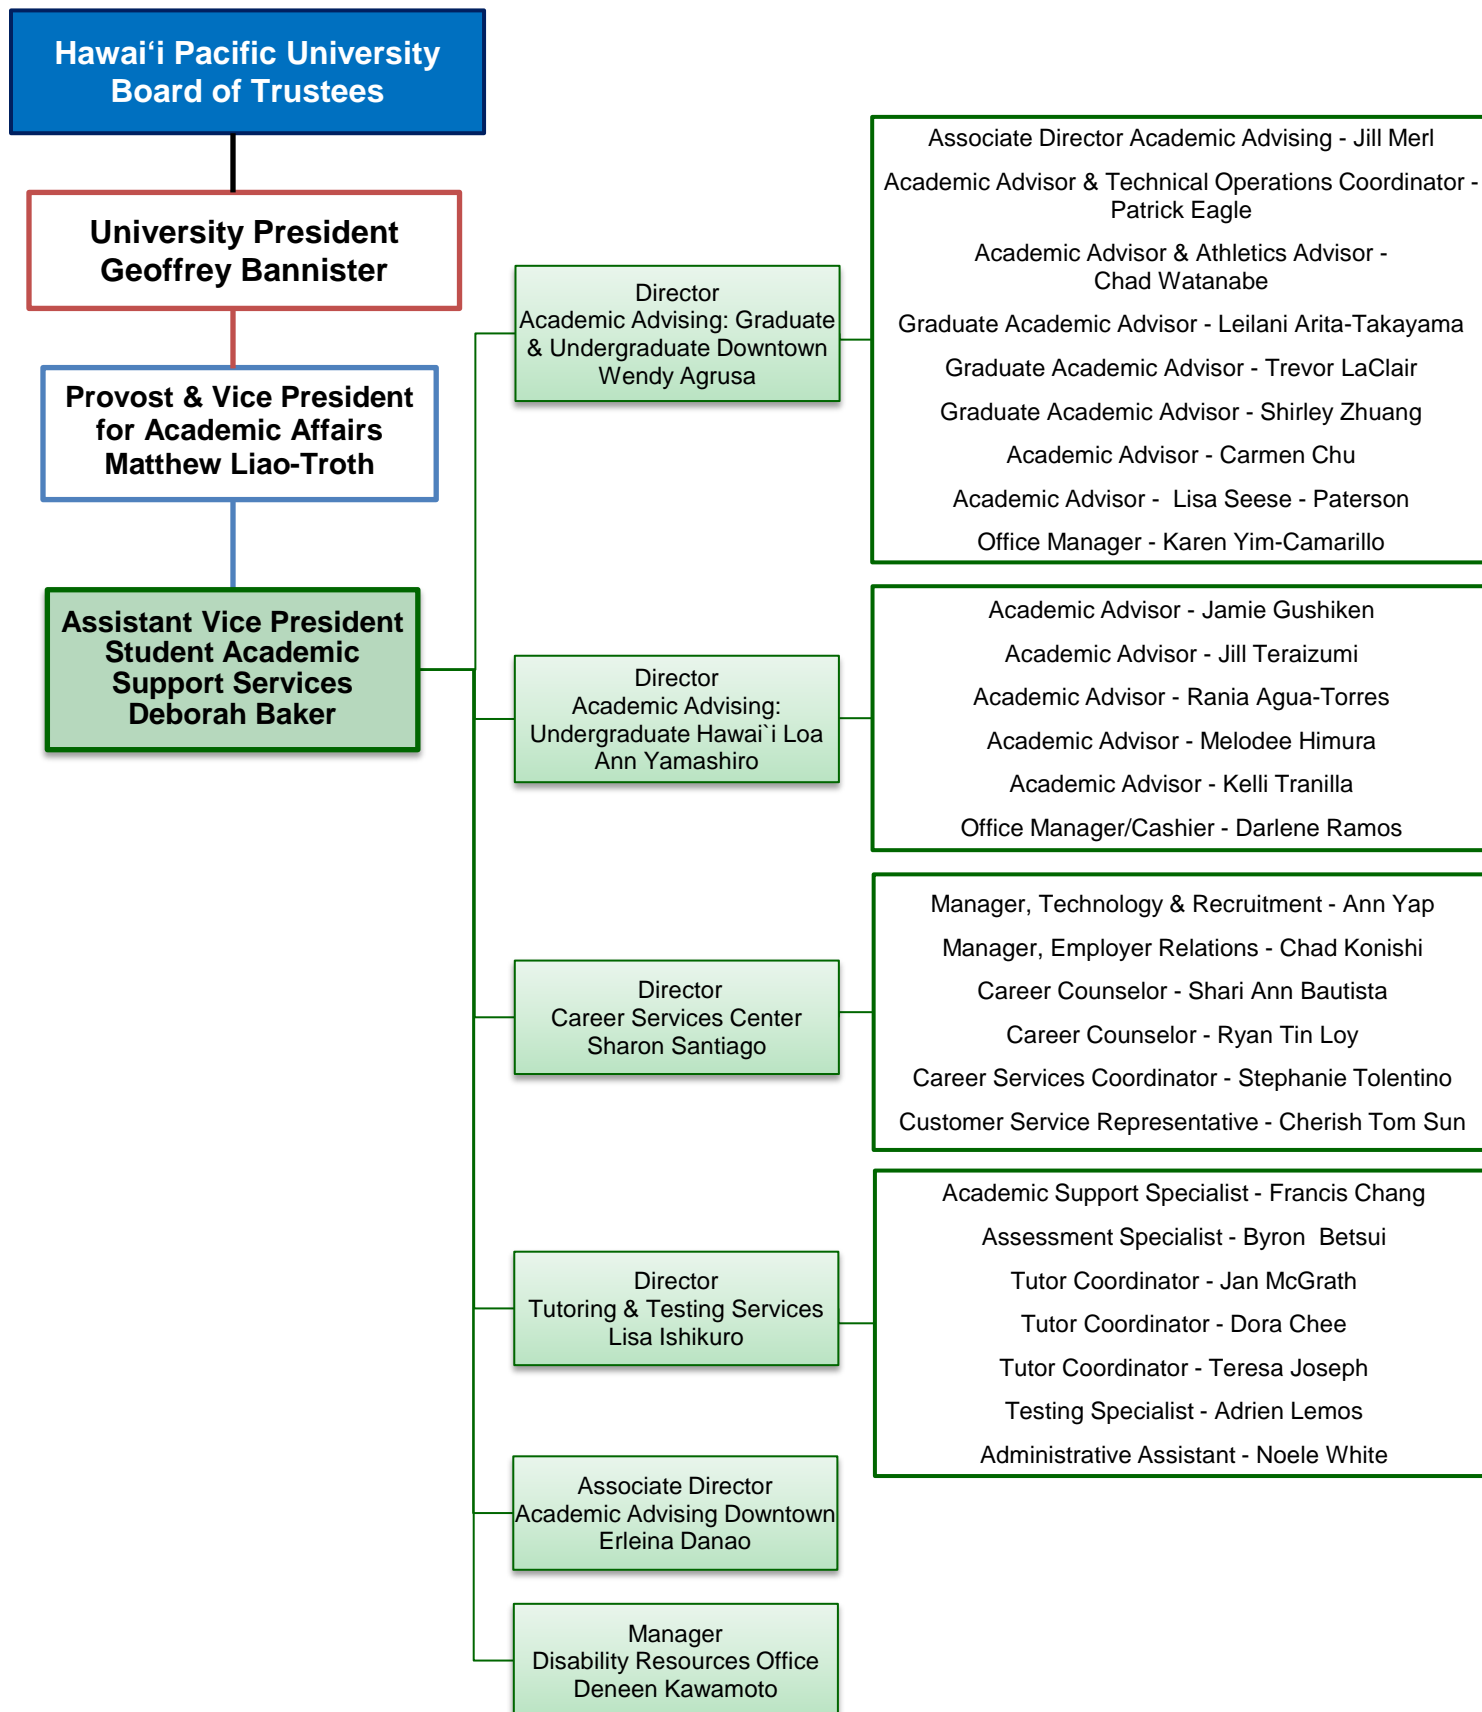 Hawai‘i Pacific University
Board of Trustees
University President
Geoffrey Bannister
Provost & Vice President
for Academic Affairs
Matthew Liao-Troth
Assistant Vice President
Student Academic
Support Services
Deborah Baker
Director
Academic Advising: Graduate
& Undergraduate Downtown
Wendy Agrusa
Associate Director Academic Advising - Jill Merl
Academic Advisor & Technical Operations Coordinator -
Patrick Eagle
Academic Advisor & Athletics Advisor -
Chad Watanabe
Graduate Academic Advisor - Leilani Arita-Takayama
Graduate Academic Advisor - Trevor LaClair
Graduate Academic Advisor - Shirley Zhuang
Academic Advisor - Carmen Chu
Academic Advisor -  Lisa Seese - Paterson
Office Manager - Karen Yim-Camarillo
Director
Academic Advising:
Undergraduate Hawai`i Loa
Ann Yamashiro
Academic Advisor - Jamie Gushiken
Academic Advisor - Jill Teraizumi
Academic Advisor - Rania Agua-Torres
Academic Advisor - Melodee Himura
Academic Advisor - Kelli Tranilla
Office Manager/Cashier - Darlene Ramos
Director
Career Services Center
Sharon Santiago
Manager, Technology & Recruitment - Ann Yap
Manager, Employer Relations - Chad Konishi
Career Counselor - Shari Ann Bautista
Career Counselor - Ryan Tin Loy
Career Services Coordinator - Stephanie Tolentino
Customer Service Representative - Cherish Tom Sun
Director
Tutoring & Testing Services
Lisa Ishikuro
Academic Support Specialist - Francis Chang
Assessment Specialist - Byron  Betsui
Tutor Coordinator - Jan McGrath
Tutor Coordinator - Dora Chee
Tutor Coordinator - Teresa Joseph
Testing Specialist - Adrien Lemos
Administrative Assistant - Noele White
Associate Director
Academic Advising Downtown
Erleina Danao
Manager
Disability Resources Office
Deneen Kawamoto